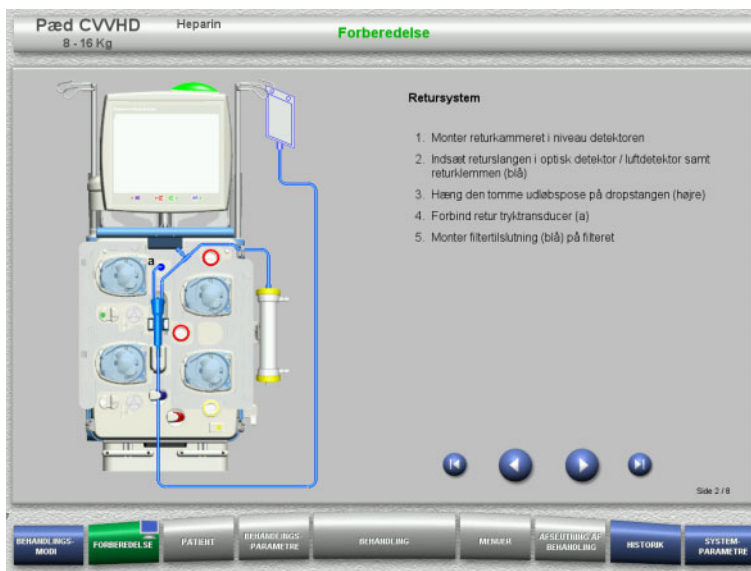 Pæd CVVHD
Heparin
8 - 16 Kg
Forberedelse
Retursystem
1. Monter returkammeret i niveau detektoren
2. Indsæt returslangen i optisk detektor / luftdetektor samt
returklemmen (blå)
3. Hæng den tomme udløbspose på dropstangen (højre)
4. Forbind retur tryktransducer (a)
5. Monter filtertilslutning (blå) på filteret
a
Side 2 / 8
BEHANDLINGS-
MODI
FORBEREDELSE
PATIENT
BEHANDLINGS-
PARAMETRE
BEHANDLING
MENUER
AFSLUTNING AF
BEHANDLING
HISTORIK
SYSTEM-
PARAMETRE